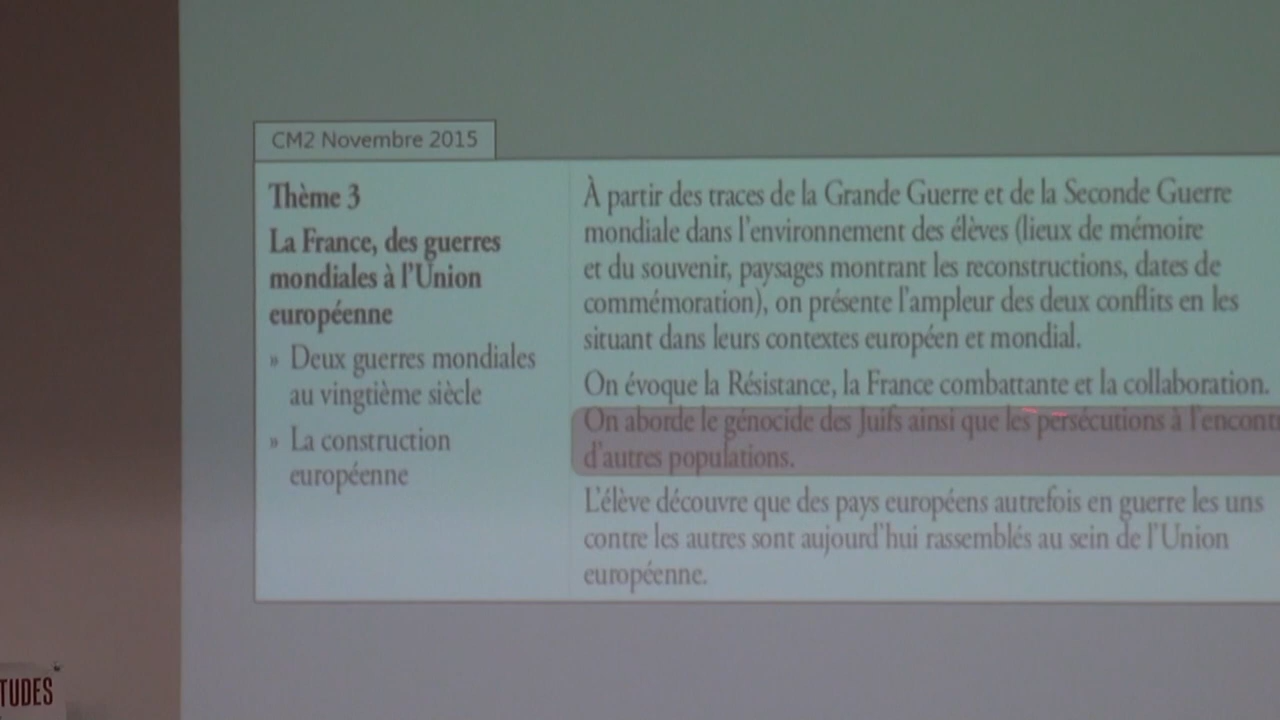 CM2 Novembre 2015
Thème 3
La France, des guerres
mondiales à l'Union
européenne
» Deux guerres mondiales
au vingtième siècle
» La construction
européenne
À partir des traces de la Grande Guerre et de la Seconde Guerre
mondiale dans l'environnement des élèves (lieux de mémoire
et du souvenir, paysages montrant les reconstructions, dates de
commémoration), on présente l'ampleur des deux conflits en les
situant dans leurs contextes européen et mondial.
On évoque la Résistance, la France combattante et la collaboration.
On aborde le génocide des Juifs ainsi que les persécutions à l'encont
d'autres populations.
L'élève découvre que des pays européens autrefois en guerre les uns
contre les autres sont aujourd'hui rassemblés au sein de l'Union
européenne.
TUDES